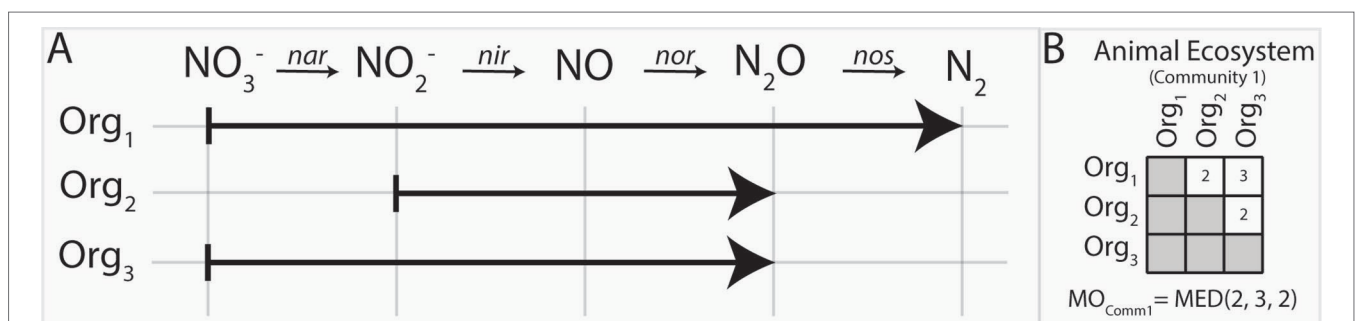 A
NO₃⁻ nar NO₂⁻ nir NO nor N₂O nos N₂
Org₁
Org₂
Org₃
B
Animal Ecosystem
(Community 1)
Org₁ Org₂ Org₃
Org₁ 2 3
Org₂ 2
Org₃
MO_Comm1 = MED(2, 3, 2)